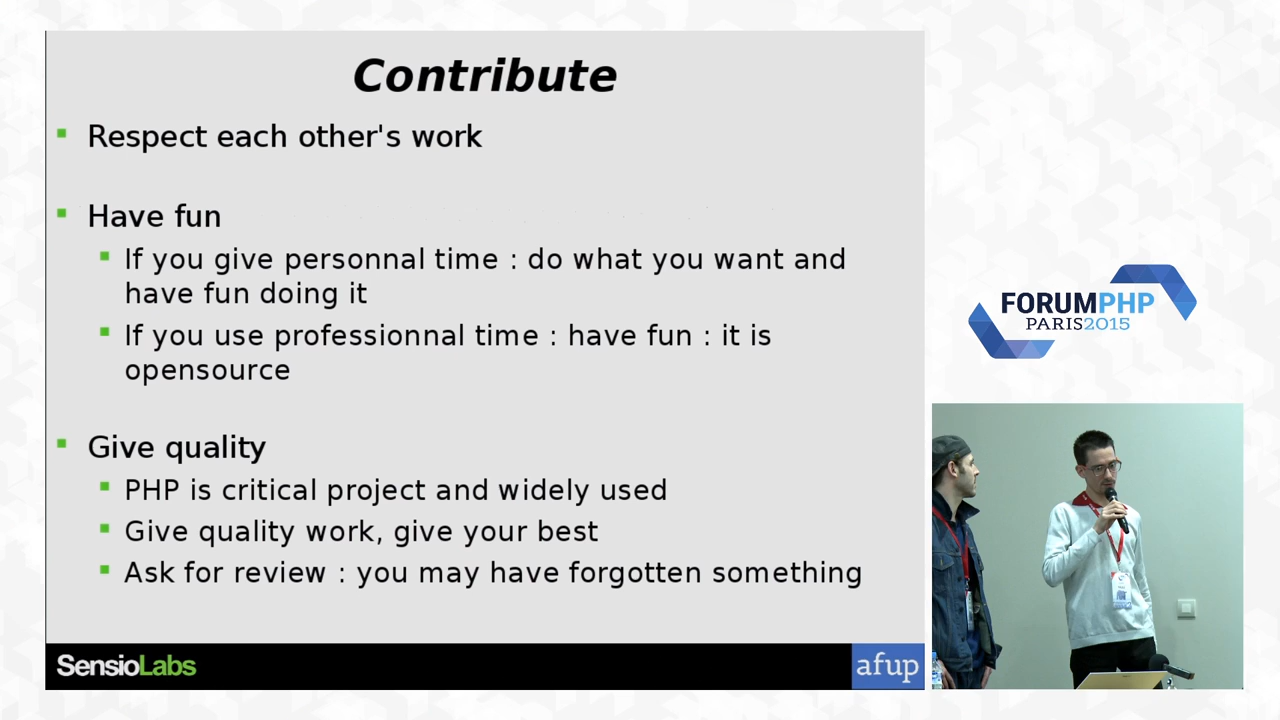 Contribute
Respect each other's work
Have fun
If you give personnal time : do what you want and
have fun doing it
If you use professionnal time : have fun : it is
opensource
Give quality
PHP is critical project and widely used
Give quality work, give your best
Ask for review : you may have forgotten something
SensioLabs
afup
FORUMPHP
PARIS2015